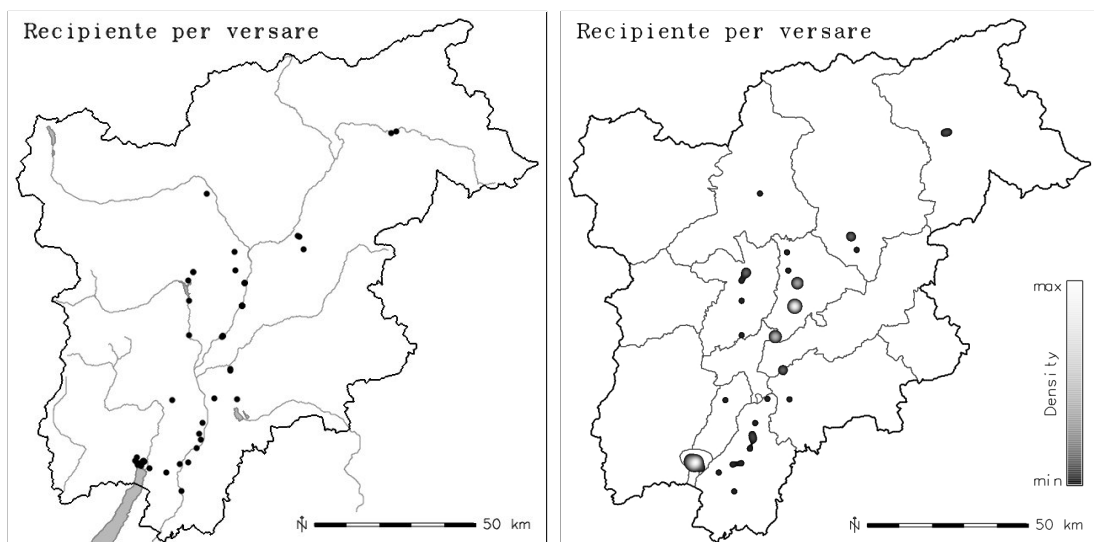 Recipiente per versare
N 50 km
Recipiente per versare
max
Density
min
N 50 km